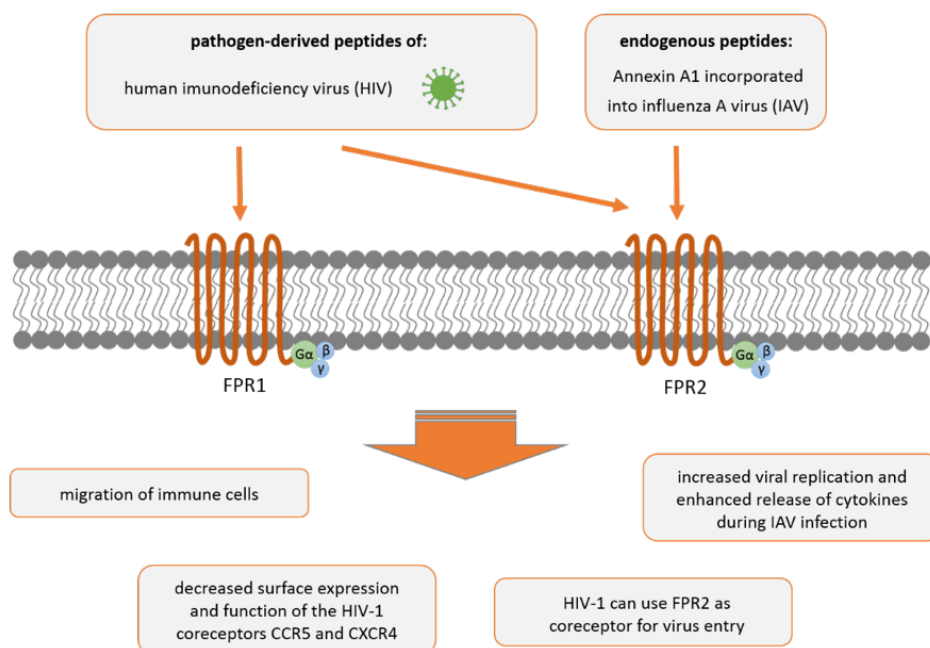 pathogen-derived peptides of:
human imunodeficiency virus (HIV)
endogenous peptides:
Annexin A1 incorporated
into influenza A virus (IAV)
Gα
β
γ
FPR1
Gα
β
γ
FPR2
migration of immune cells
increased viral replication and
enhanced release of cytokines
during IAV infection
decreased surface expression
and function of the HIV-1
coreceptors CCR5 and CXCR4
HIV-1 can use FPR2 as
coreceptor for virus entry